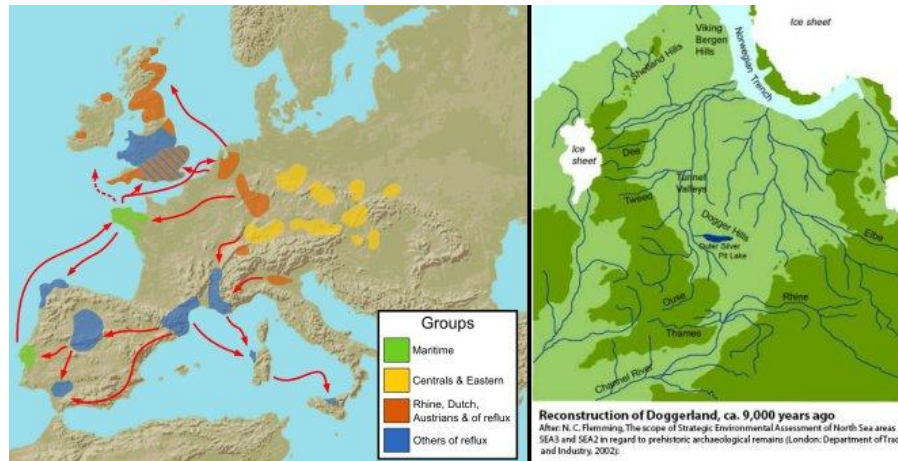 Groups
Maritime
Centrals & Eastern
Rhine, Dutch,
Austrians & of reflux
Others of reflux
Ice sheet
Viking
Bergen
Hills
Norwegian Trench
Shetland Hills
Ice
sheet
Dee
Tweed
Tunnel
Valleys
Dogger Hills
Outer Silver
Pit Lake
Elbe
Ouse
Rhine
Thames
Channel River
Reconstruction of Doggerland, ca. 9,000 years ago
After: N. C. Flemming, The scope of Strategic Environmental Assessment of North Sea areas
SEA3 and SEA2 in regard to prehistoric archaeological remains (London: Department of Trad
and Industry, 2002):